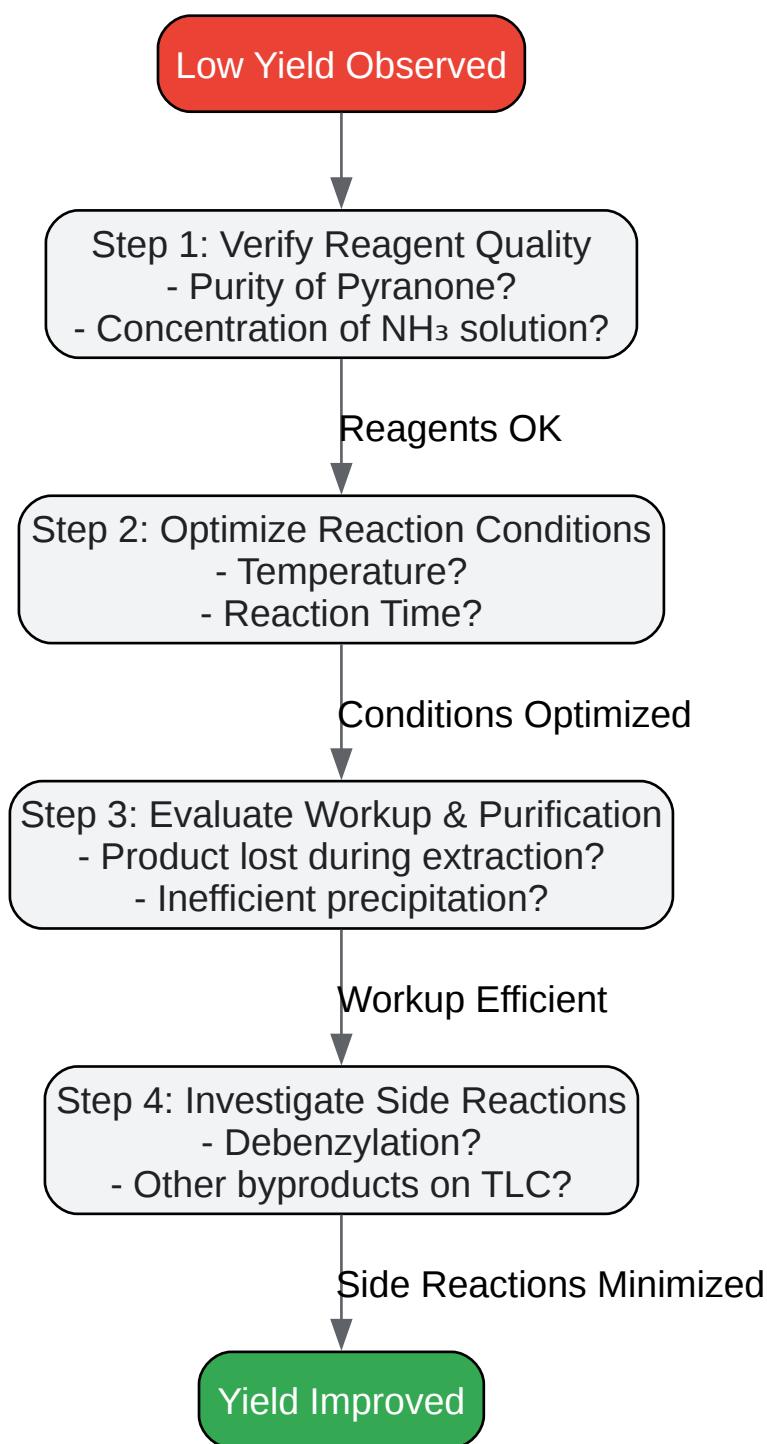 Low Yield Observed
Step 1: Verify Reagent Quality
- Purity of Pyranone?
- Concentration of NH₃ solution?
Reagents OK
Step 2: Optimize Reaction Conditions
- Temperature?
- Reaction Time?
Conditions Optimized
Step 3: Evaluate Workup & Purification
- Product lost during extraction?
- Inefficient precipitation?
Workup Efficient
Step 4: Investigate Side Reactions
- Debenzylation?
- Other byproducts on TLC?
Side Reactions Minimized
Yield Improved